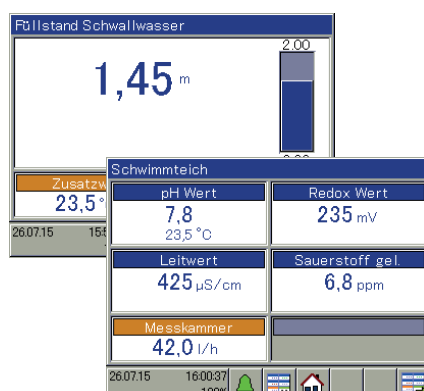 Füllstand Schwallwasser
2.00
1,45 m
23,5°
26.07.15
Schwimmteich
pH Wert
7,8
23,5 °C
Redox Wert
235 mV
Leitwert
425 µS/cm
Sauerstoff gel.
6,8 ppm
Messkammer
42,0 l/h
26.07.15 16:00:37